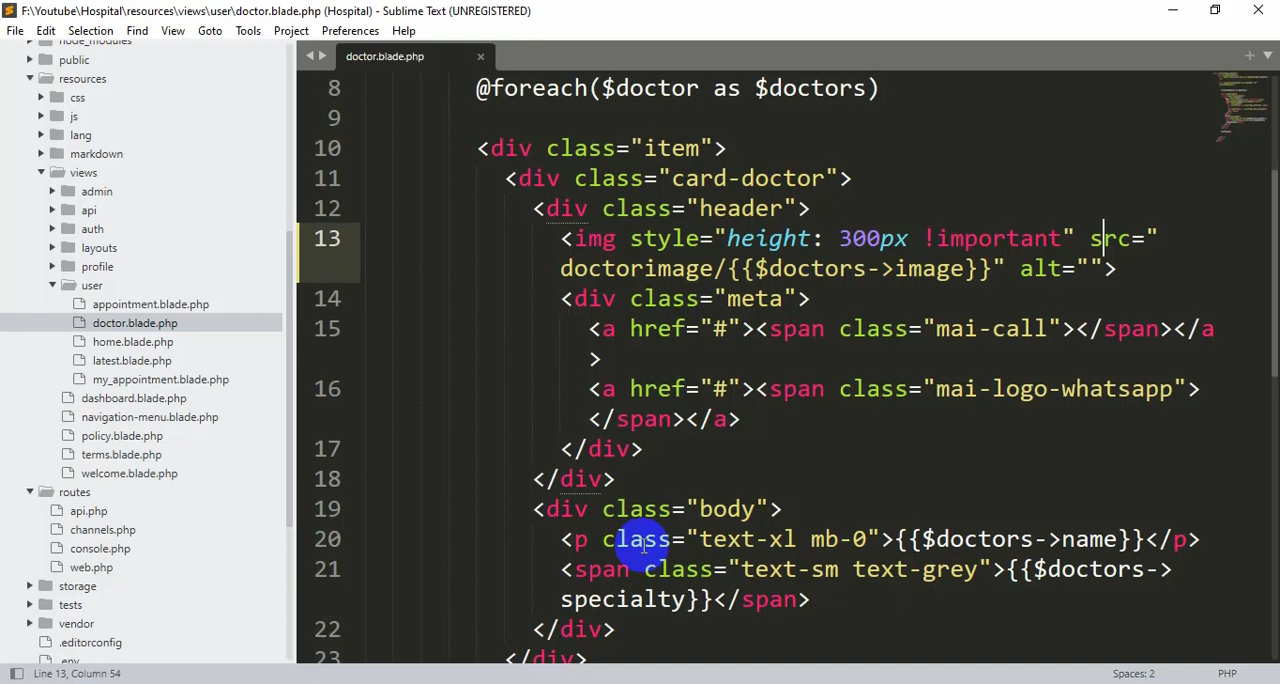 F:\Youtube\Hospital\resources\views\user\doctor.blade.php (Hospital) - Sublime Text (UNREGISTERED)
File Edit Selection Find View Goto Tools Project Preferences Help
node_modules
public
resources
css
js
lang
markdown
views
admin
api
auth
layouts
profile
user
appointment.blade.php
doctor.blade.php
home.blade.php
latest.blade.php
my_appointment.blade.php
dashboard.blade.php
navigation-menu.blade.php
policy.blade.php
terms.blade.php
welcome.blade.php
routes
api.php
channels.php
console.php
web.php
storage
tests
vendor
.editorconfig
.env
doctor.blade.php
8 @foreach($doctor as $doctors)
9
10 <div class="item">
11 <div class="card-doctor">
12 <div class="header">
13 <img style="height: 300px !important" src="
doctorimage/{{$doctors->image}}" alt="">
14 <div class="meta">
15 <a href="#"><span class="mai-call"></span></a
>
16 <a href="#"><span class="mai-logo-whatsapp">
</span></a>
17 </div>
18 </div>
19 <div class="body">
20 <p class="text-xl mb-0">{{$doctors->name}}</p>
21 <span class="text-sm text-grey">{{$doctors->
specialty}}</span>
22 </div>
23 </div>
Line 13, Column 54
Spaces: 2
PHP